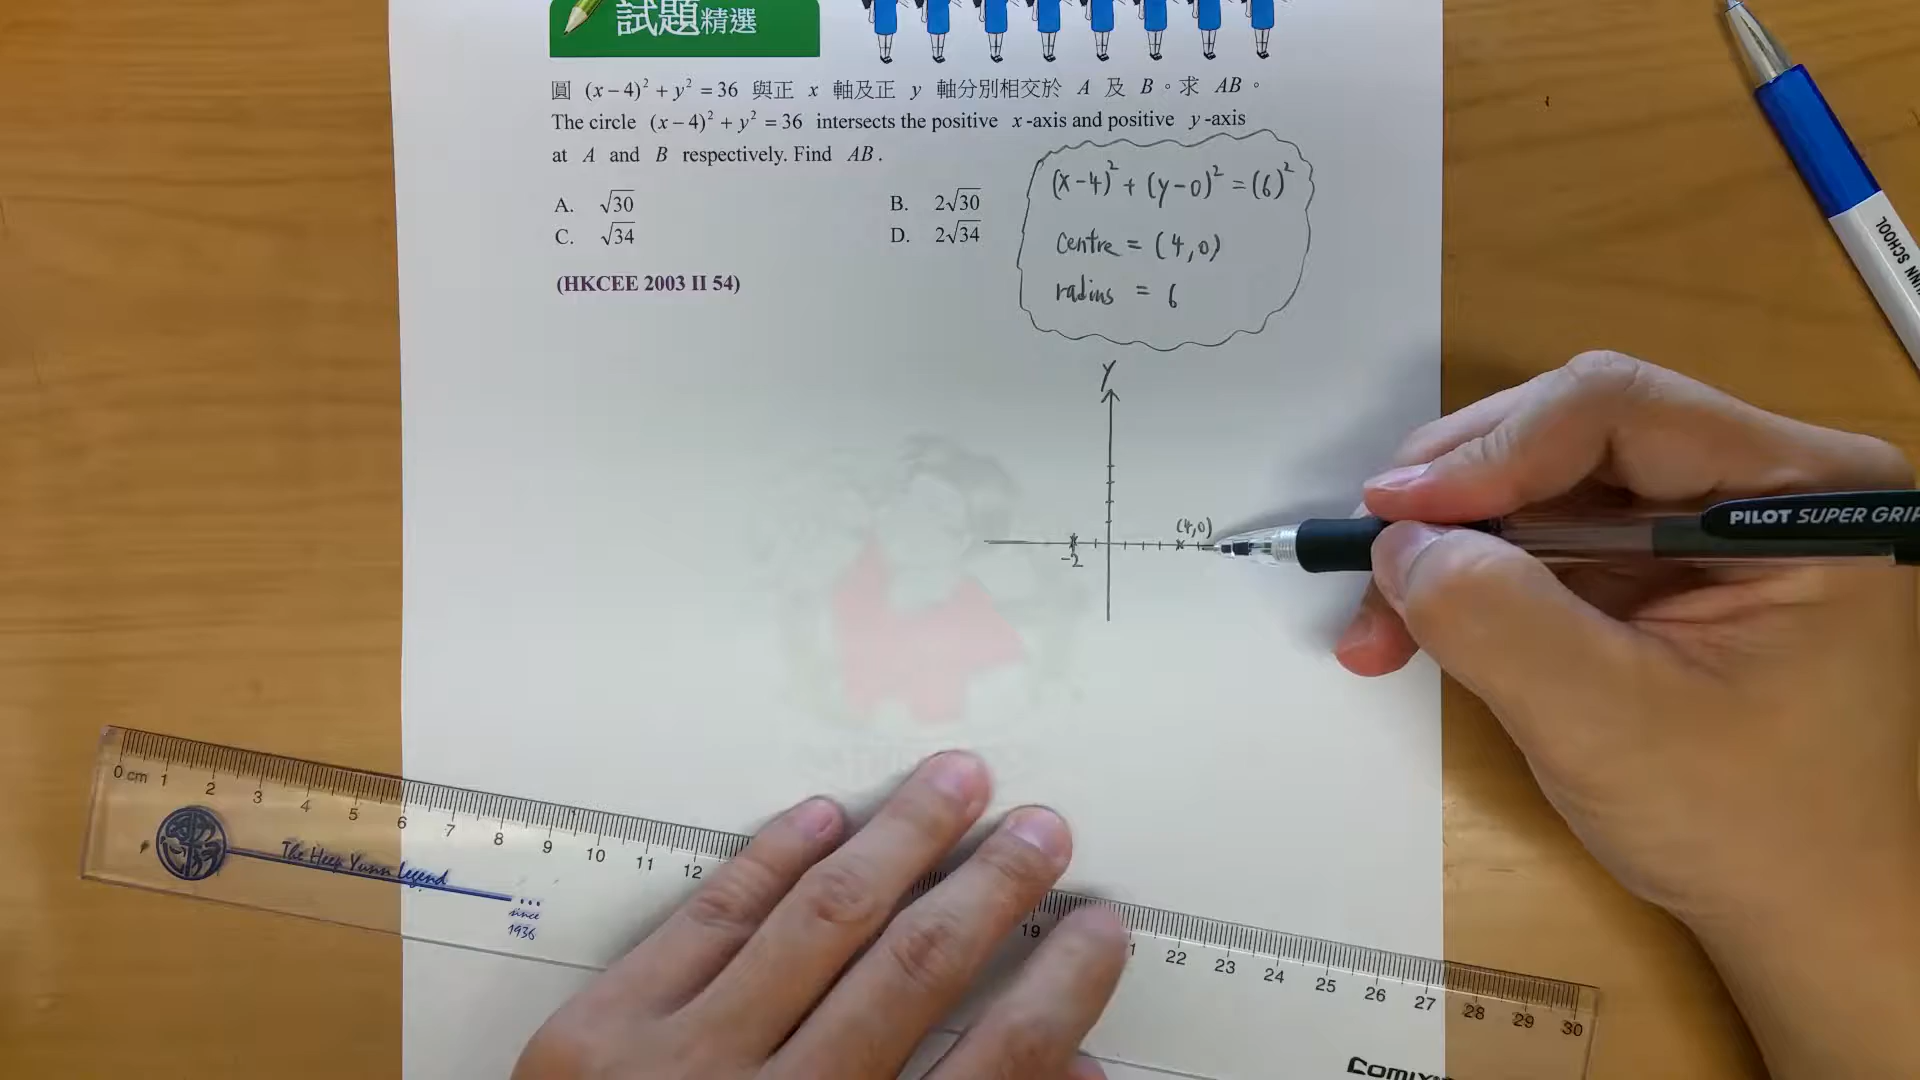 試題精選
圓 (x−4)² + y² = 36 與正 x 軸及正 y 軸分別相交於 A 及 B。求 AB。
The circle (x−4)² + y² = 36 intersects the positive x-axis and positive y-axis
at A and B respectively. Find AB.
A. √30 B. 2√30
C. √34 D. 2√34
(HKCEE 2003 II 54)
(x−4)² + (y−0)² = (6)²
centre = (4,0)
radius = 6
y
(4,0)
-2
PILOT SUPER GRIP
NN SCHOOL
0 cm 1 2 3 4 5 6 7 8 9 10 11 12 19 22 23 24 25 26 27 28 29 30
The Heep Yunn Legend ...
since
1936